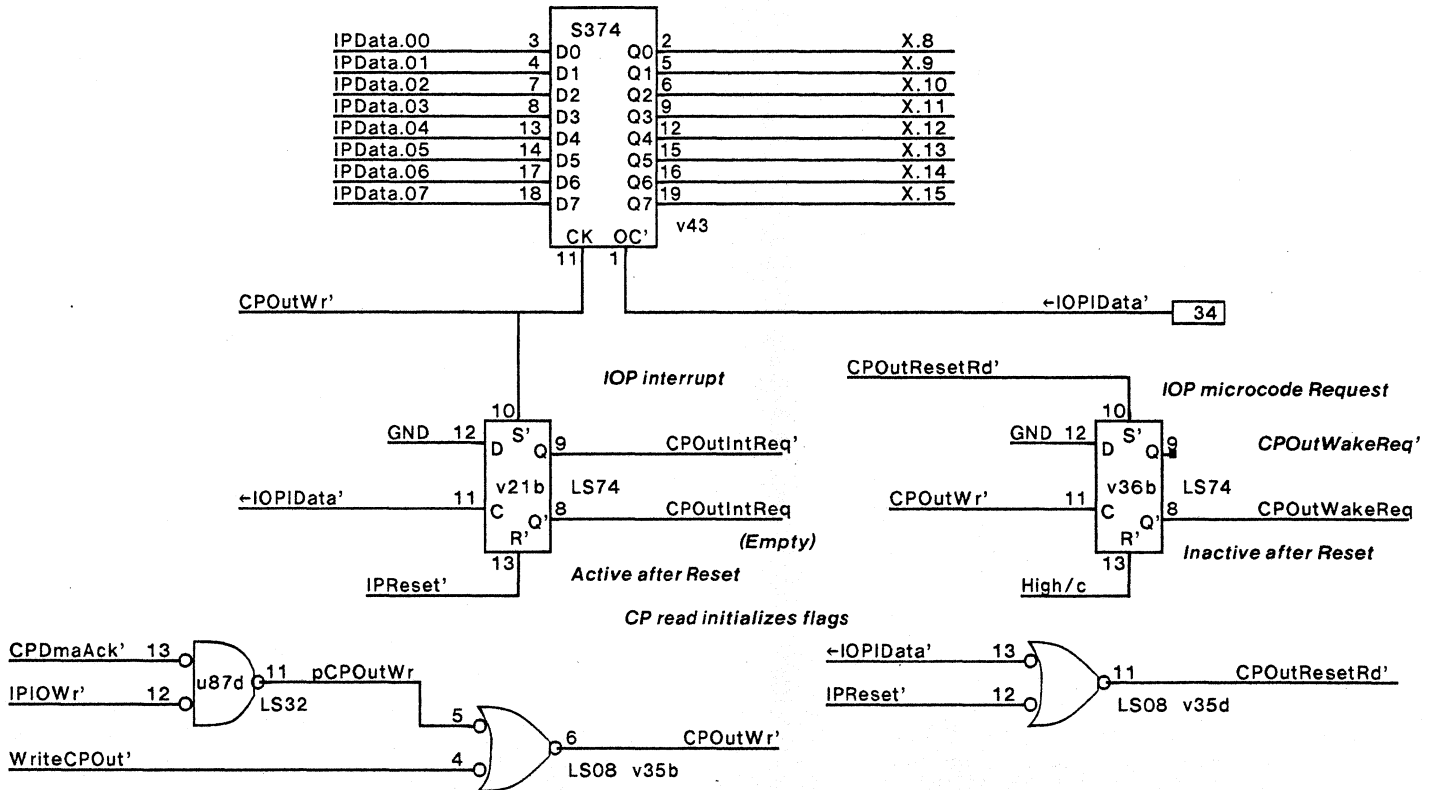 S374
IPData.00 3 D0 Q0 2 X.8
IPData.01 4 D1 Q1 5 X.9
IPData.02 7 D2 Q2 6 X.10
IPData.03 8 D3 Q3 9 X.11
IPData.04 13 D4 Q4 12 X.12
IPData.05 14 D5 Q5 15 X.13
IPData.06 17 D6 Q6 16 X.14
IPData.07 18 D7 Q7 19 X.15
v43
CK OC'
11 1
CPOutWr' ←IOPIData' 34
IOP interrupt CPOutResetRd' IOP microcode Request
10 10
GND 12 D S' Q 9 CPOutIntReq' GND 12 D S' Q 9 CPOutWakeReq'
v21b LS74 v36b LS74
←IOPIData' 11 C Q' 8 CPOutIntReq CPOutWr' 11 C Q' 8 CPOutWakeReq
R' (Empty) R' Inactive after Reset
13 Active after Reset 13
IPReset' High/c
CP read initializes flags
CPDmaAck' 13 ←IOPIData' 13
u87d 11 pCPOutWr 11 CPOutResetRd'
IPIOWr' 12 LS32 IPReset' 12 LS08 v35d
5
6 CPOutWr'
WriteCPOut' 4 LS08 v35b